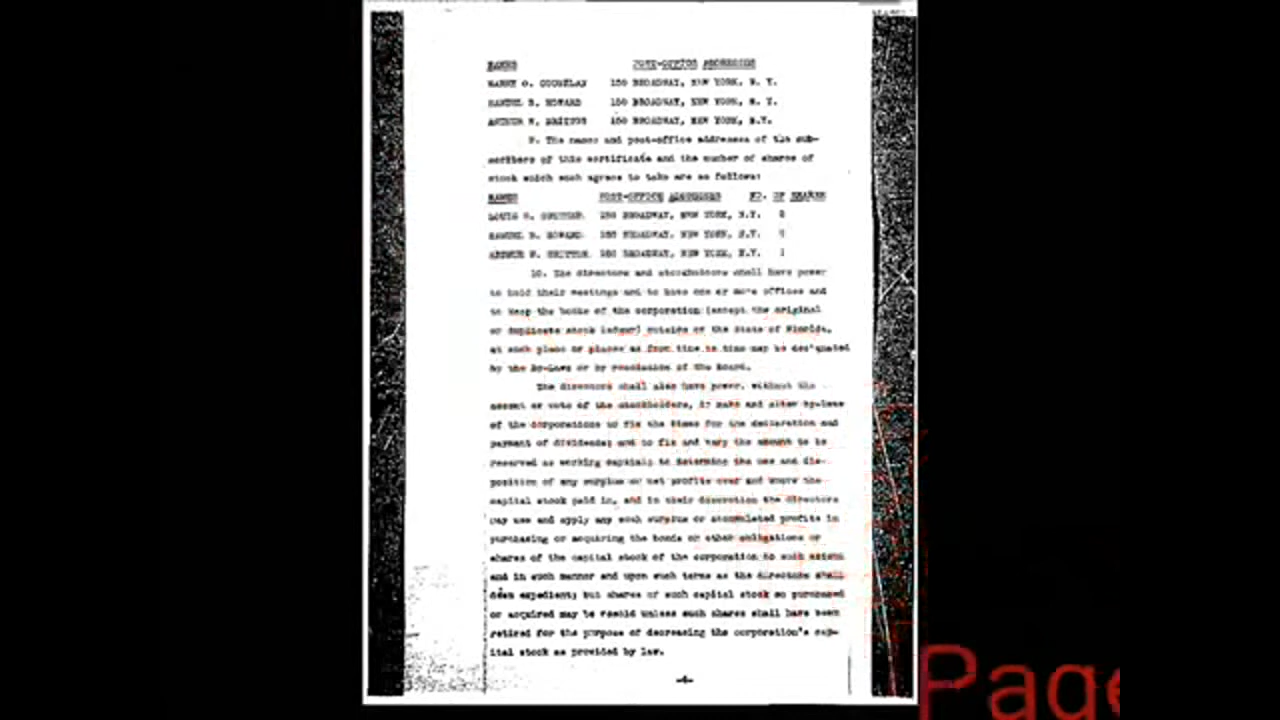 NAMES POST-OFFICE ADDRESSES
HARRY O. 150 BROADWAY, NEW YORK, N. Y.
SAMUEL B. HOWARD 150 BROADWAY, NEW YORK, N. Y.
ARTHUR W. BRITTON 150 BROADWAY, NEW YORK, N.Y.
9. The names and post-office addresses of the sub-
scribers of this certificate and the number of shares of
stock which each agrees to take are as follows:
NAMES POST-OFFICE ADDRESSES NO. OF SHARES
LOUIS 150 BROADWAY, NEW YORK, N.Y.
SAMUEL B. HOWARD 150 BROADWAY, NEW YORK, N.Y.
ARTHUR W. BRITTON 150 BROADWAY, NEW YORK, N.Y. 1
10. The directors and stockholders shall have power
to hold their meetings and to have one or more offices and
to keep the books of the corporation (except the original
or duplicate stock ledger) outside of the State of Florida,
at such place or places as from time to time may be designated
by the By-Laws or by resolution of the Board.
The directors shall also have power, without the
assent or vote of the stockholders, to make and alter by-laws
of the corporation; to fix the times for the declaration and
payment of dividends; and to fix and vary the amount to be
reserved as working capital; to determine the use and dis-
position of any surplus or net profits over and above the
capital stock paid in, and in their discretion the directors
may use and apply any such surplus or accumulated profits in
purchasing or acquiring the bonds or other obligations or
shares of the capital stock of the corporation to such extent
and in such manner and upon such terms as the directors shall
deem expedient; but shares of such capital stock so purchased
or acquired may be resold unless such shares shall have been
retired for the purpose of decreasing the corporation's cap-
ital stock as provided by law.
-4-
Page